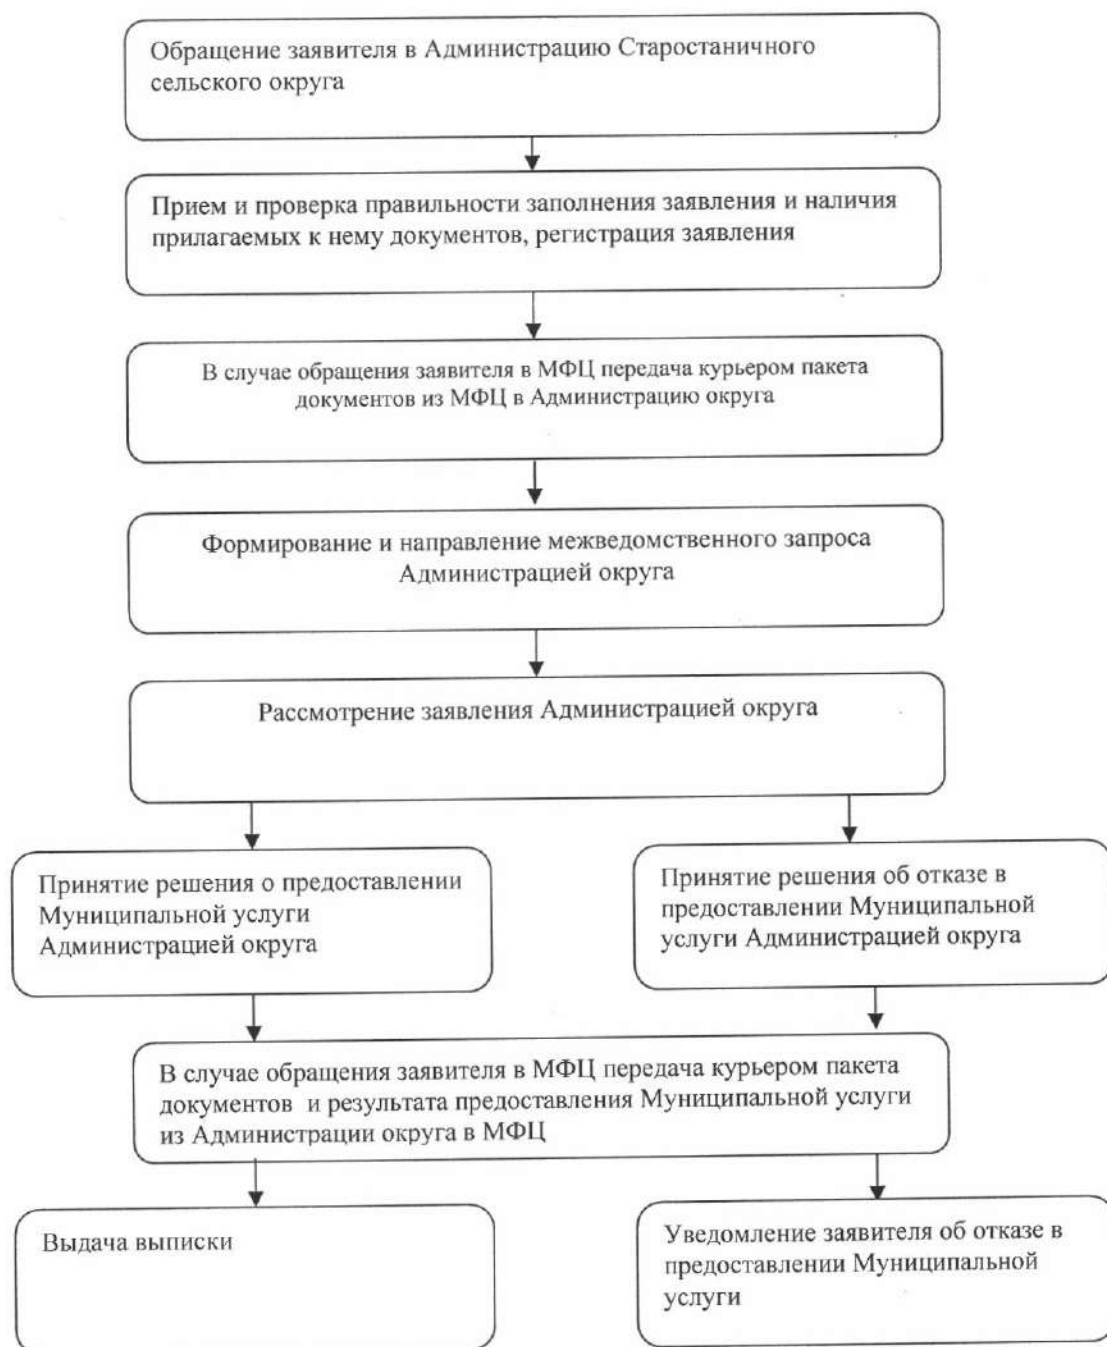 Обращение заявителя в Администрацию Старостаничного
сельского округа
Прием и проверка правильности заполнения заявления и наличия
прилагаемых к нему документов, регистрация заявления
В случае обращения заявителя в МФЦ передача курьером пакета
документов из МФЦ в Администрацию округа
Формирование и направление межведомственного запроса
Администрацией округа
Рассмотрение заявления Администрацией округа
Принятие решения о предоставлении
Муниципальной услуги
Администрацией округа
Принятие решения об отказе в
предоставлении Муниципальной
услуги Администрацией округа
В случае обращения заявителя в МФЦ передача курьером пакета
документов и результата предоставления Муниципальной услуги
из Администрации округа в МФЦ
Выдача выписки
Уведомление заявителя об отказе в
предоставлении Муниципальной
услуги